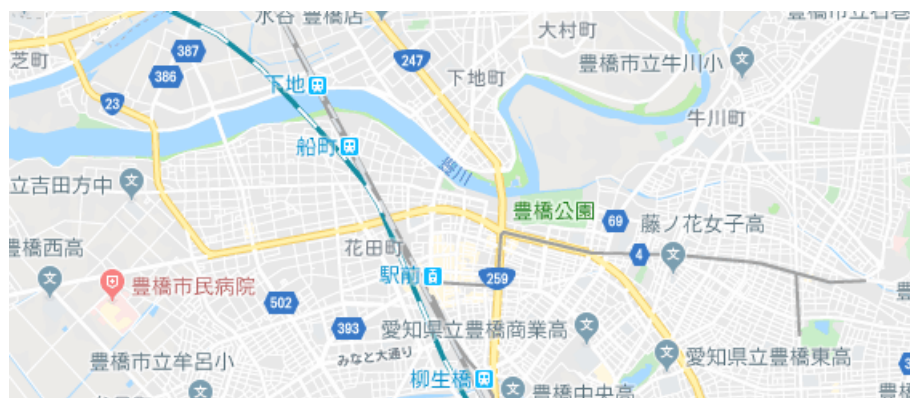 水谷 豊橋店
豊橋市立石巻
大村町
芝町
387
386
247
下地
下地町
豊橋市立牛川小
23
牛川町
船町
豊川
立吉田方中
豊橋公園
69
藤ノ花女子高
豊橋西高
花田町
4
駅前
259
豊橋市民病院
502
393
愛知県立豊橋商業高
みなと大通り
豊橋市立牟呂小
愛知県立豊橋東高
柳生橋
豊橋中央高